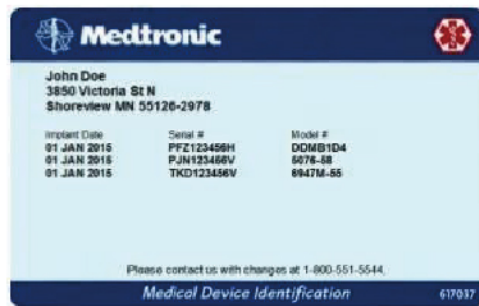 Medtronic
John Doe
3850 Victoria St N
Shoreview MN 55126-2978
Implant Date Serial # Model #
01 JAN 2015 PFZ123456H DDMB1D4
01 JAN 2015 PJN123456V 5076-58
01 JAN 2015 TKD123456V 6947M-55
Please contact us with changes at 1-800-551-5544.
Medical Device Identification 617037